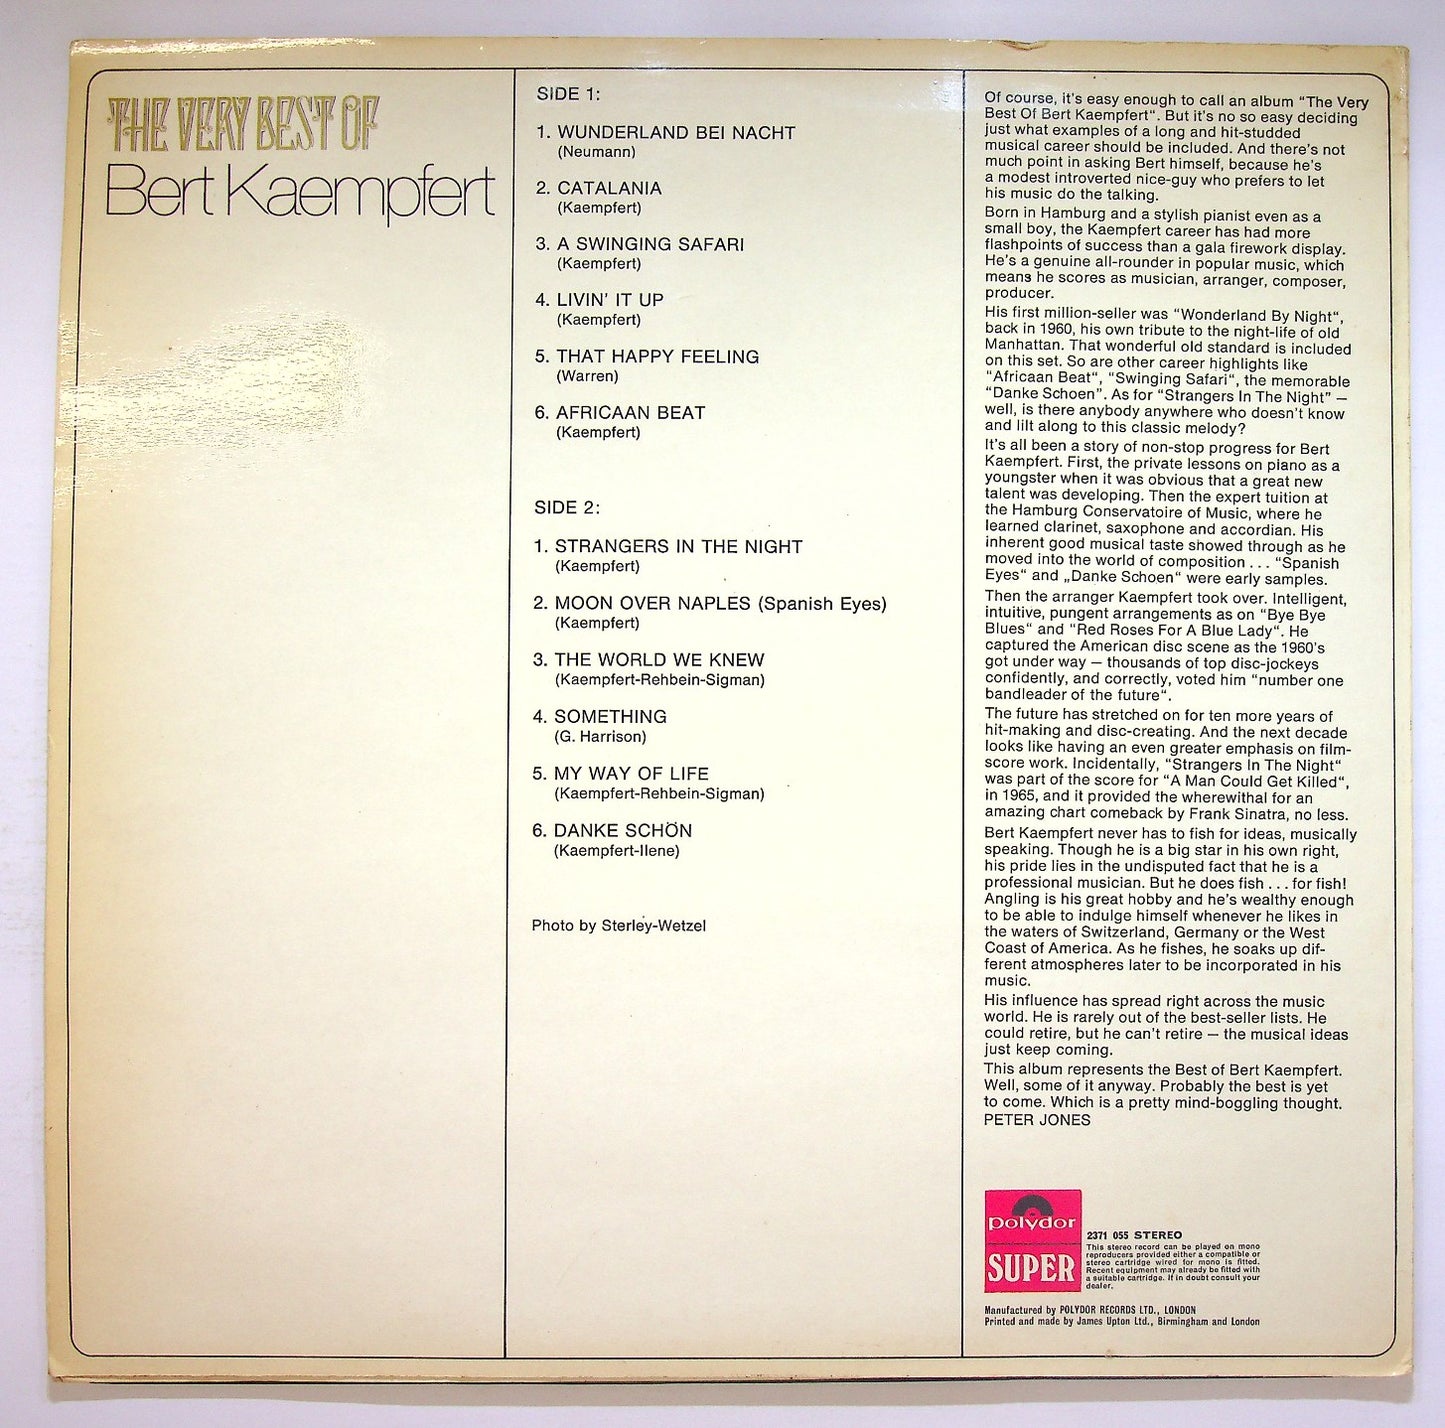 THE VERY BEST OF
Bert Kaempfert
SIDE 1:
1. WUNDERLAND BEI NACHT
(Neumann)
2. CATALANIA
(Kaempfert)
3. A SWINGING SAFARI
(Kaempfert)
4. LIVIN' IT UP
(Kaempfert)
5. THAT HAPPY FEELING
(Warren)
6. AFRICAAN BEAT
(Kaempfert)
SIDE 2:
1. STRANGERS IN THE NIGHT
(Kaempfert)
2. MOON OVER NAPLES (Spanish Eyes)
(Kaempfert)
3. THE WORLD WE KNEW
(Kaempfert-Rehbein-Sigman)
4. SOMETHING
(G. Harrison)
5. MY WAY OF LIFE
(Kaempfert-Rehbein-Sigman)
6. DANKE SCHÖN
(Kaempfert-Ilene)
Photo by Sterley-Wetzel
Of course, it's easy enough to call an album "The Very
Best Of Bert Kaempfert“. But it's no so easy deciding
just what examples of a long and hit-studded
musical career should be included. And there's not
much point in asking Bert himself, because he's
a modest introverted nice-guy who prefers to let
his music do the talking.
Born in Hamburg and a stylish pianist even as a
small boy, the Kaempfert career has had more
flashpoints of success than a gala firework display.
He's a genuine all-rounder in popular music, which
means he scores as musician, arranger, composer,
producer.
His first million-seller was "Wonderland By Night“,
back in 1960, his own tribute to the night-life of old
Manhattan. That wonderful old standard is included
on this set. So are other career highlights like
"Africaan Beat“, "Swinging Safari“, the memorable
"Danke Schoen". As for "Strangers In The Night" —
well, is there anybody anywhere who doesn't know
and lilt along to this classic melody?
It's all been a story of non-stop progress for Bert
Kaempfert. First, the private lessons on piano as a
youngster when it was obvious that a great new
talent was developing. Then the expert tuition at
the Hamburg Conservatoire of Music, where he
learned clarinet, saxophone and accordian. His
inherent good musical taste showed through as he
moved into the world of composition . . . "Spanish
Eyes“ and „Danke Schoen“ were early samples.
Then the arranger Kaempfert took over. Intelligent,
intuitive, pungent arrangements as on "Bye Bye
Blues“ and "Red Roses For A Blue Lady“. He
captured the American disc scene as the 1960's
got under way — thousands of top disc-jockeys
confidently, and correctly, voted him "number one
bandleader of the future“.
The future has stretched on for ten more years of
hit-making and disc-creating. And the next decade
looks like having an even greater emphasis on film-
score work. Incidentally, "Strangers In The Night“
was part of the score for "A Man Could Get Killed“,
in 1965, and it provided the wherewithal for an
amazing chart comeback by Frank Sinatra, no less.
Bert Kaempfert never has to fish for ideas, musically
speaking. Though he is a big star in his own right,
his pride lies in the undisputed fact that he is a
professional musician. But he does fish . . . for fish!
Angling is his great hobby and he's wealthy enough
to be able to indulge himself whenever he likes in
the waters of Switzerland, Germany or the West
Coast of America. As he fishes, he soaks up dif-
ferent atmospheres later to be incorporated in his
music.
His influence has spread right across the music
world. He is rarely out of the best-seller lists. He
could retire, but he can't retire — the musical ideas
just keep coming.
This album represents the Best of Bert Kaempfert.
Well, some of it anyway. Probably the best is yet
to come. Which is a pretty mind-boggling thought.
PETER JONES
polydor
SUPER
2371 055 STEREO
This stereo record can be played on mono
reproducers provided either a compatible or
stereo cartridge wired for mono is fitted.
Recent equipment may already be fitted with
a suitable cartridge. If in doubt consult your
dealer.
Manufactured by POLYDOR RECORDS LTD., LONDON
Printed and made by James Upton Ltd., Birmingham and London